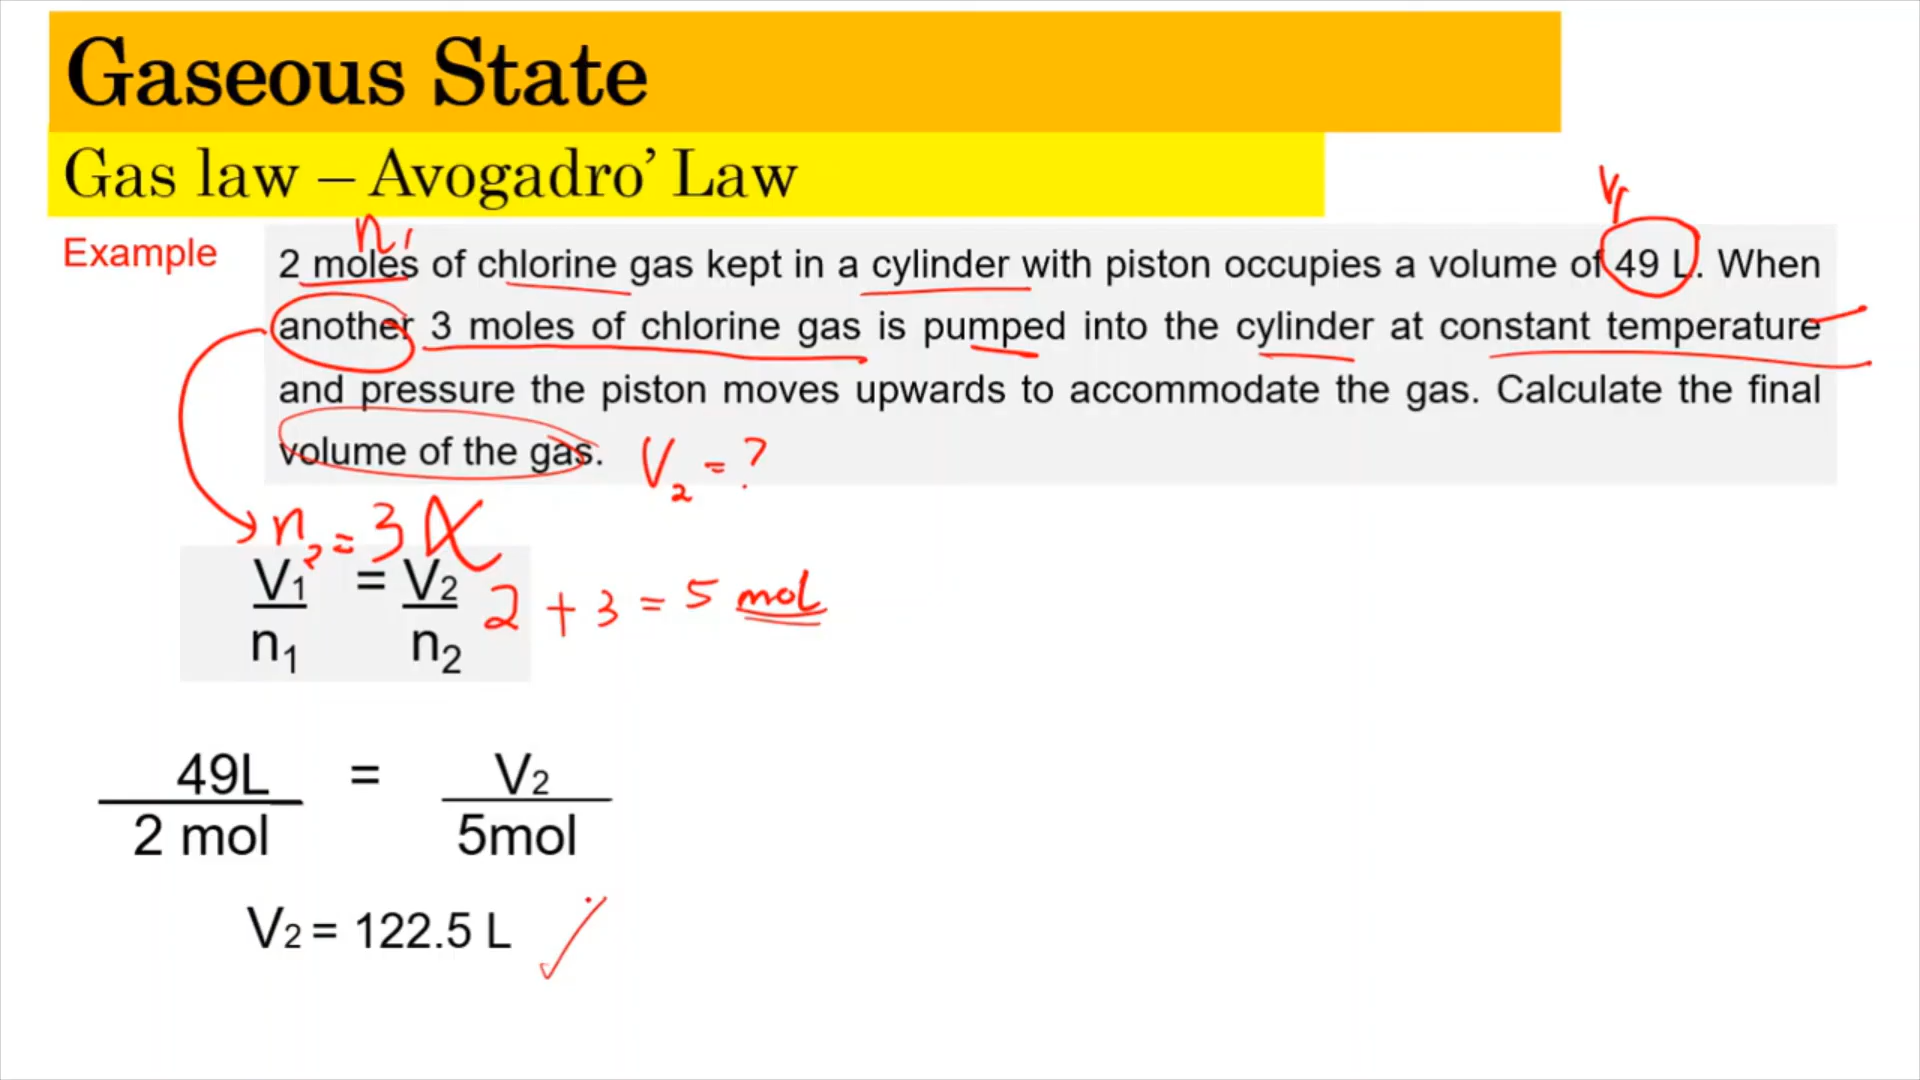 Gaseous State
Gas law – Avogadro’ Law
Example
n1
V1
2 moles of chlorine gas kept in a cylinder with piston occupies a volume of 49 L. When
another 3 moles of chlorine gas is pumped into the cylinder at constant temperature
and pressure the piston moves upwards to accommodate the gas. Calculate the final
volume of the gas. V2 = ?
n2 = 3
V1 = V2
n1 n2
2 + 3 = 5 mol
49L = V2
2 mol 5mol
V2 = 122.5 L